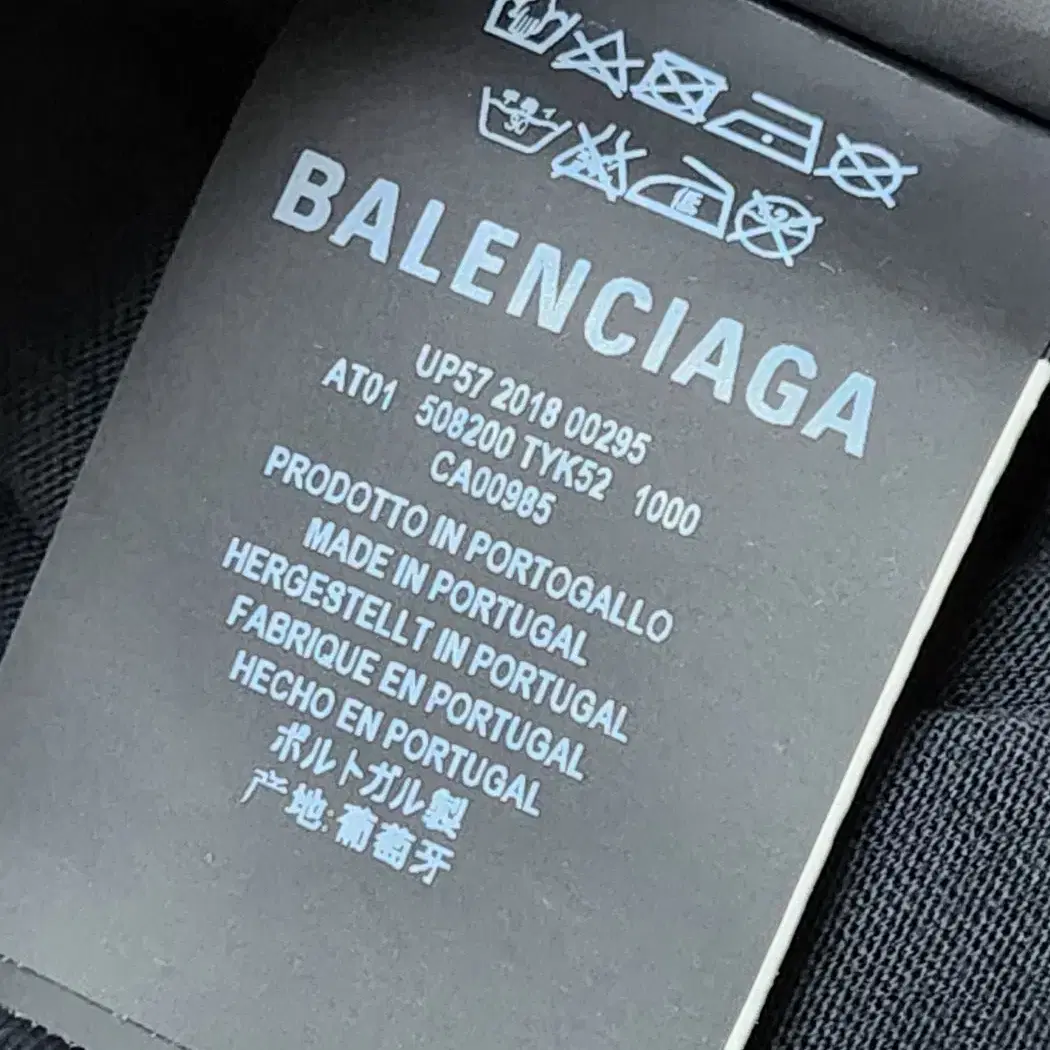 BALENCIAGA
UP57 2018 00295
AT01 508200 TYK52 1000
CA00985
PRODOTTO IN PORTOGALLO
MADE IN PORTUGAL
HERGESTELLT IN PORTUGAL
FABRIQUE EN PORTUGAL
HECHO EN PORTUGAL
ポルトガル製
产地:葡萄牙